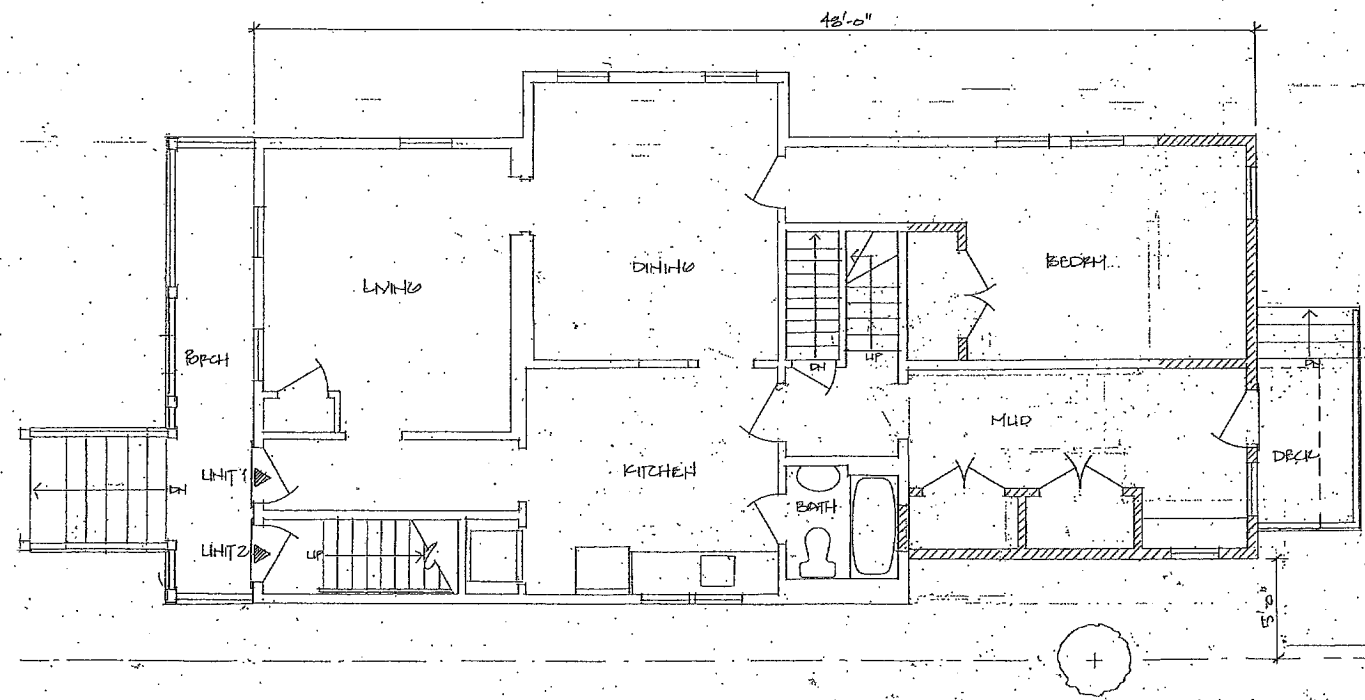 48'-0"
DINING
BEDRM
LIVING
PORCH
UP
DN
DN
MUD
DECK
UNIT 1
KITCHEN
DN
BATH
UNIT 2
UP
5'-0"